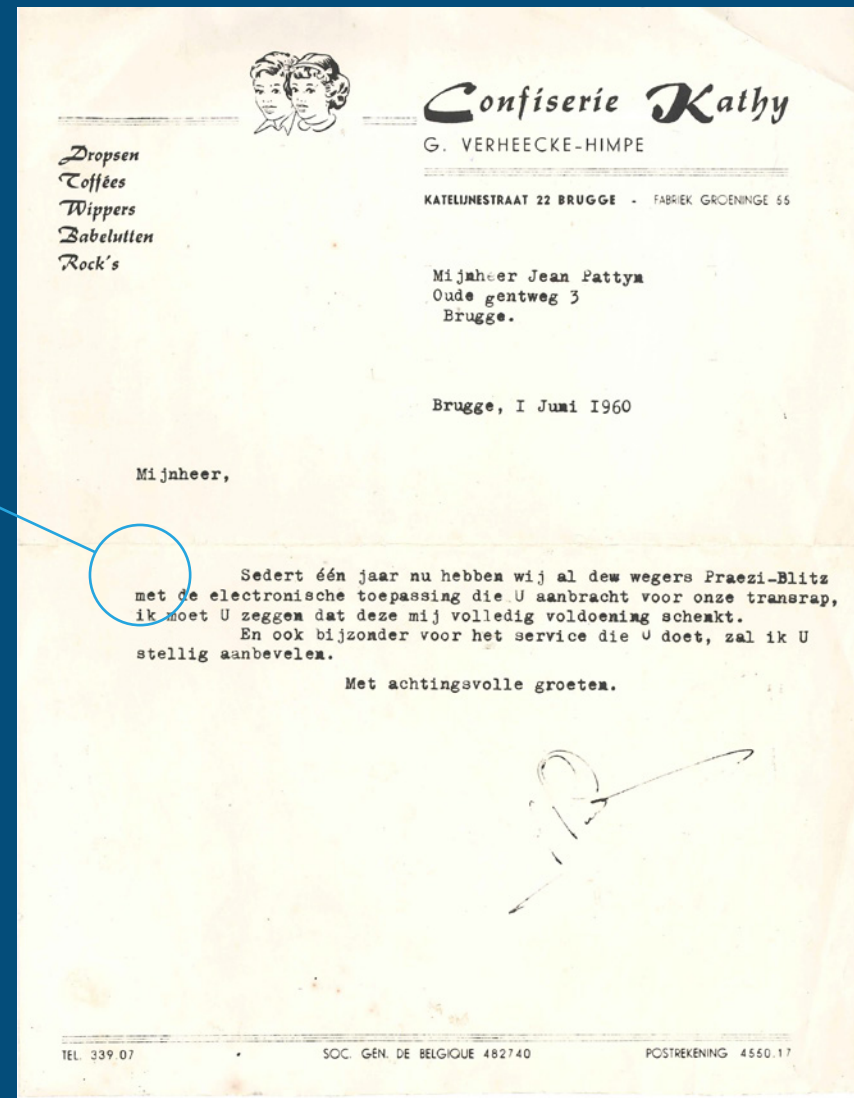 Confiserie Kathy
G. VERHEECKE-HIMPE
KATELIJNESTRAAT 22 BRUGGE - FABRIEK GROENINGE 55
Dropsen
Toffées
Wippers
Babelutten
Rock's
Mijnheer Jean Pattyn
Oude gentweg 3
Brugge.
Brugge, I Juni I960
Mijnheer,
Sedert één jaar nu hebben wij al dew wegers Praezi-Blitz
met de electronische toepassing die U aanbracht voor onze transrap,
ik moet U zeggen dat deze mij volledig voldoening schenkt.
En ook bijzonder voor het service die U doet, zal ik U
stellig aanbevelen.
Met achtingsvolle groeten.
TEL. 339.07 SOC. GÉN. DE BELGIQUE 482740 POSTREKENING 4550.17